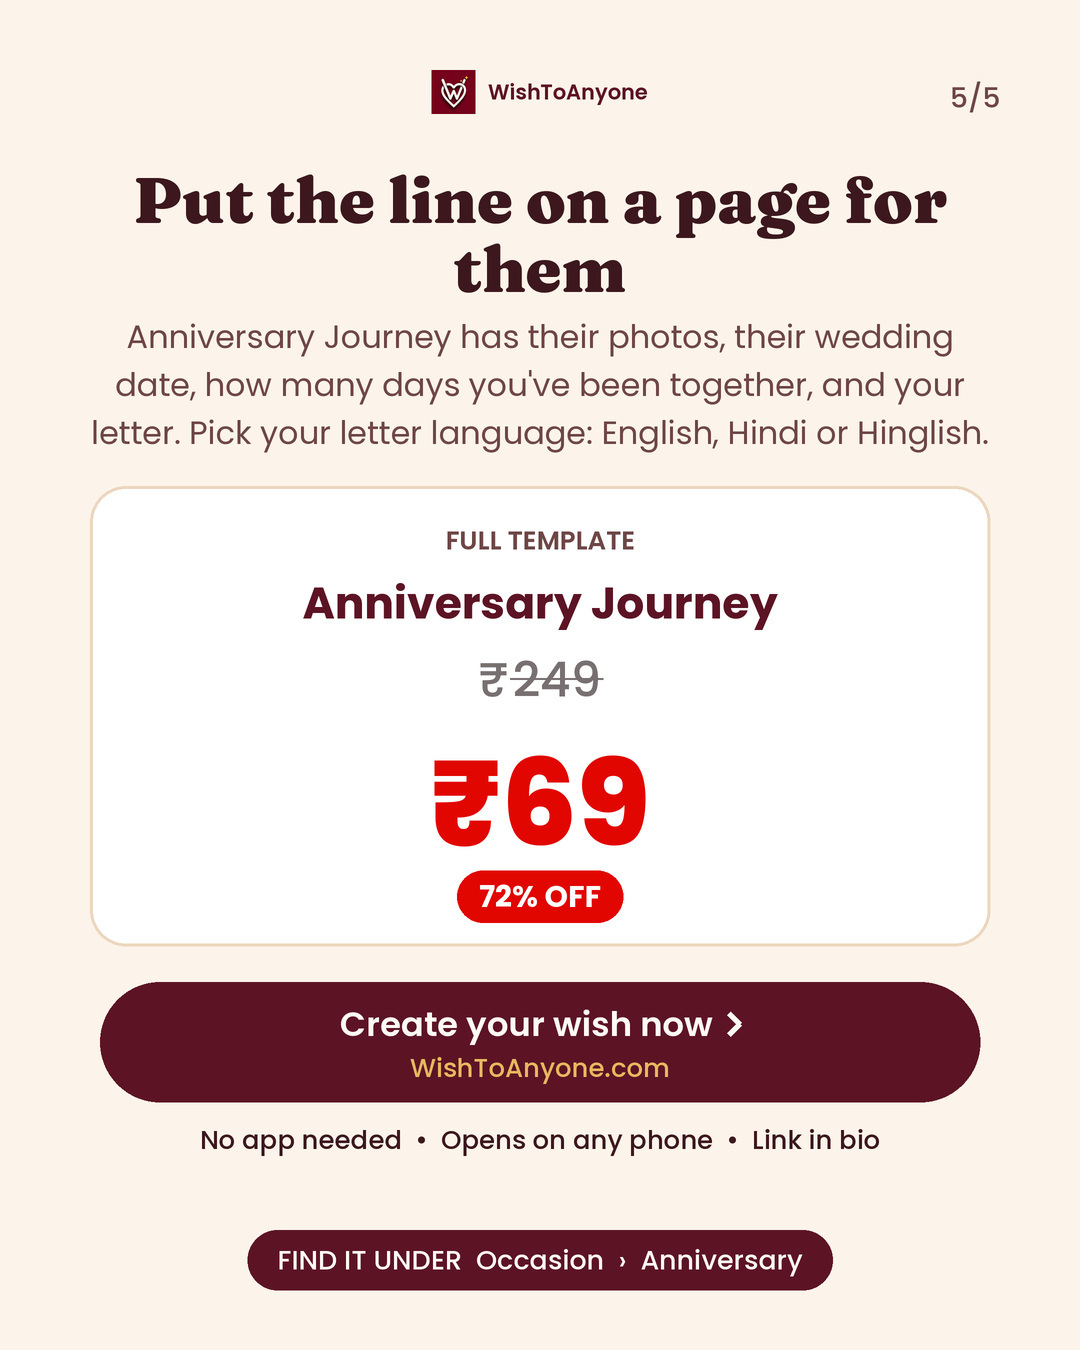 WishToAnyone
5/5
Put the line on a page for
them
Anniversary Journey has their photos, their wedding
date, how many days you've been together, and your
letter. Pick your letter language: English, Hindi or Hinglish.
FULL TEMPLATE
Anniversary Journey
₹249
₹69
72% OFF
Create your wish now ›
WishToAnyone.com
No app needed • Opens on any phone • Link in bio
FIND IT UNDER Occasion › Anniversary